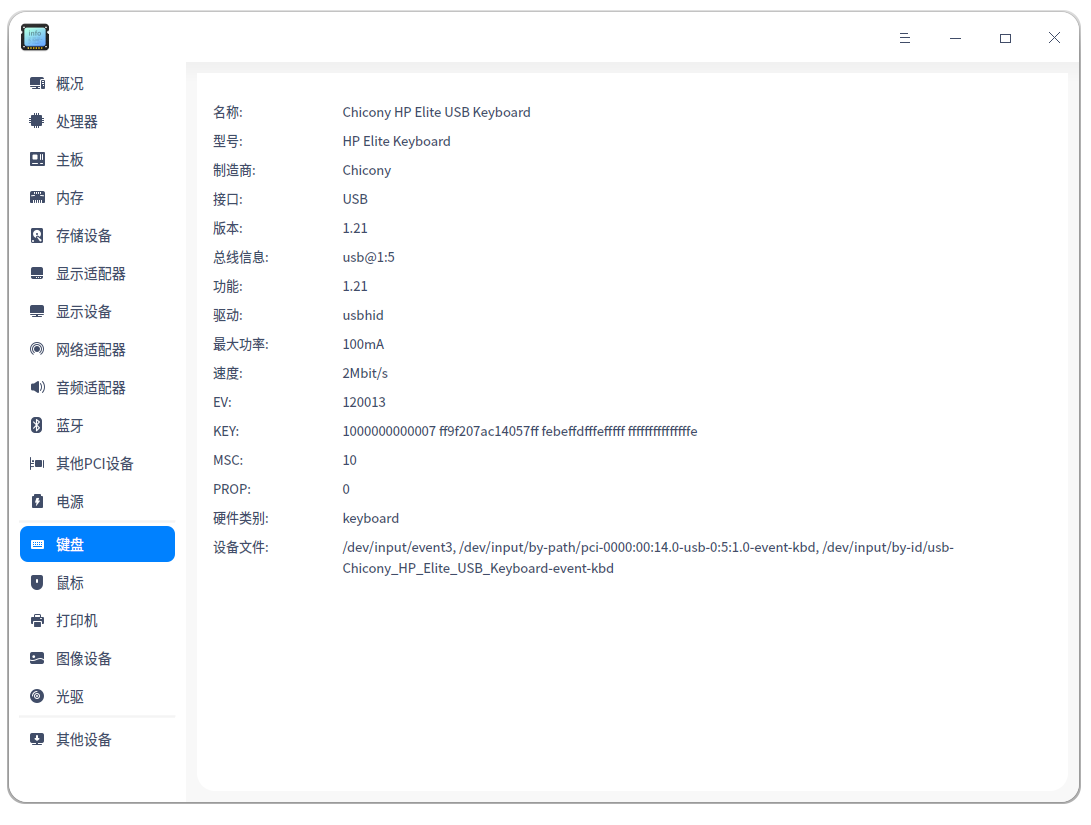 info
概况
处理器
主板
内存
存储设备
显示适配器
显示设备
网络适配器
音频适配器
蓝牙
其他PCI设备
电源
键盘
鼠标
打印机
图像设备
光驱
其他设备
名称: Chicony HP Elite USB Keyboard
型号: HP Elite Keyboard
制造商: Chicony
接口: USB
版本: 1.21
总线信息: usb@1:5
功能: 1.21
驱动: usbhid
最大功率: 100mA
速度: 2Mbit/s
EV: 120013
KEY: 1000000000007 ff9f207ac14057ff febeffdfffefffff fffffffffffffffe
MSC: 10
PROP: 0
硬件类别: keyboard
设备文件: /dev/input/event3, /dev/input/by-path/pci-0000:00:14.0-usb-0:5:1.0-event-kbd, /dev/input/by-id/usb-
Chicony_HP_Elite_USB_Keyboard-event-kbd